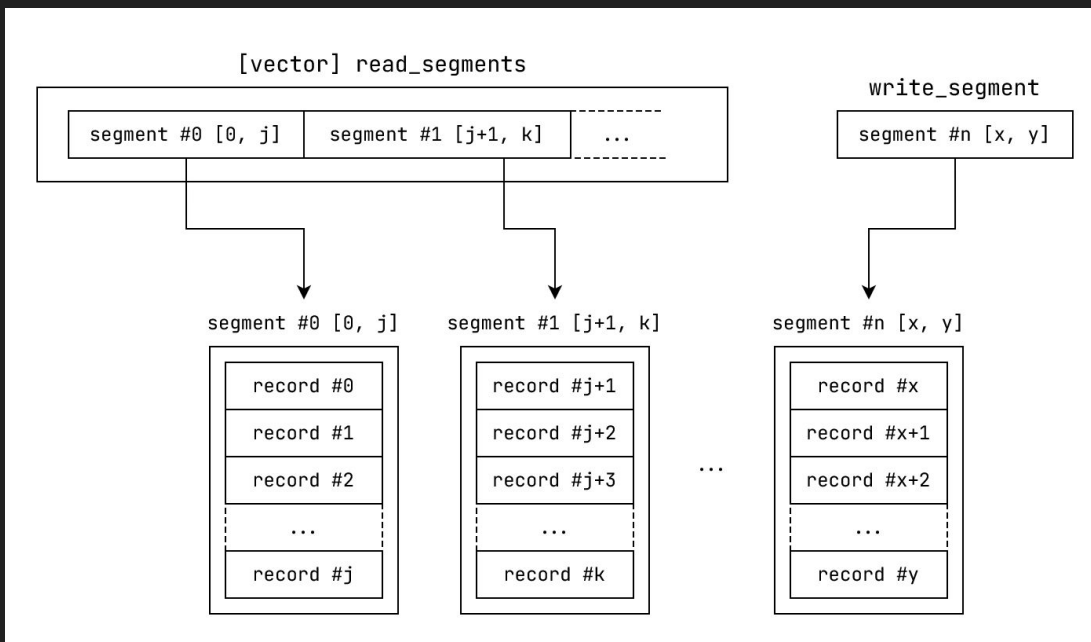 [vector] read_segments
write_segment
segment #0 [0, j] segment #1 [j+1, k] ...
segment #n [x, y]
segment #0 [0, j]
record #0
record #1
record #2
...
record #j
segment #1 [j+1, k]
record #j+1
record #j+2
record #j+3
...
record #k
...
segment #n [x, y]
record #x
record #x+1
record #x+2
...
record #y